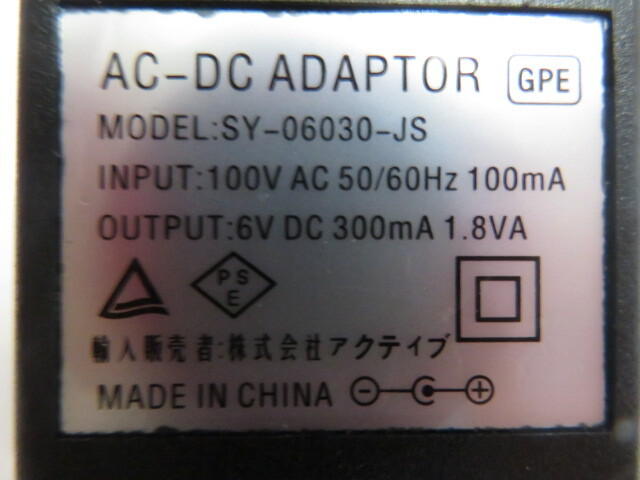 AC-DC ADAPTOR GPE
MODEL:SY-06030-JS
INPUT:100V AC 50/60Hz 100mA
OUTPUT:6V DC 300mA 1.8VA
PS
E
輸入販売者:株式会社アクティブ
MADE IN CHINA